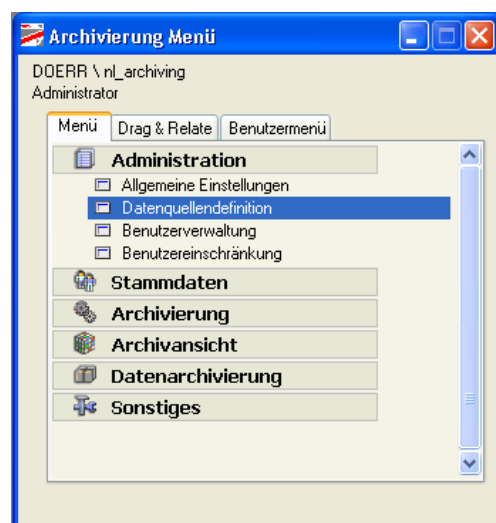 Archivierung Menü
DOERR \ nl_archiving
Administrator
Menü Drag & Relate Benutzermenü
Administration
Allgemeine Einstellungen
Datenquellendefinition
Benutzerverwaltung
Benutzereinschränkung
Stammdaten
Archivierung
Archivansicht
Datenarchivierung
Sonstiges